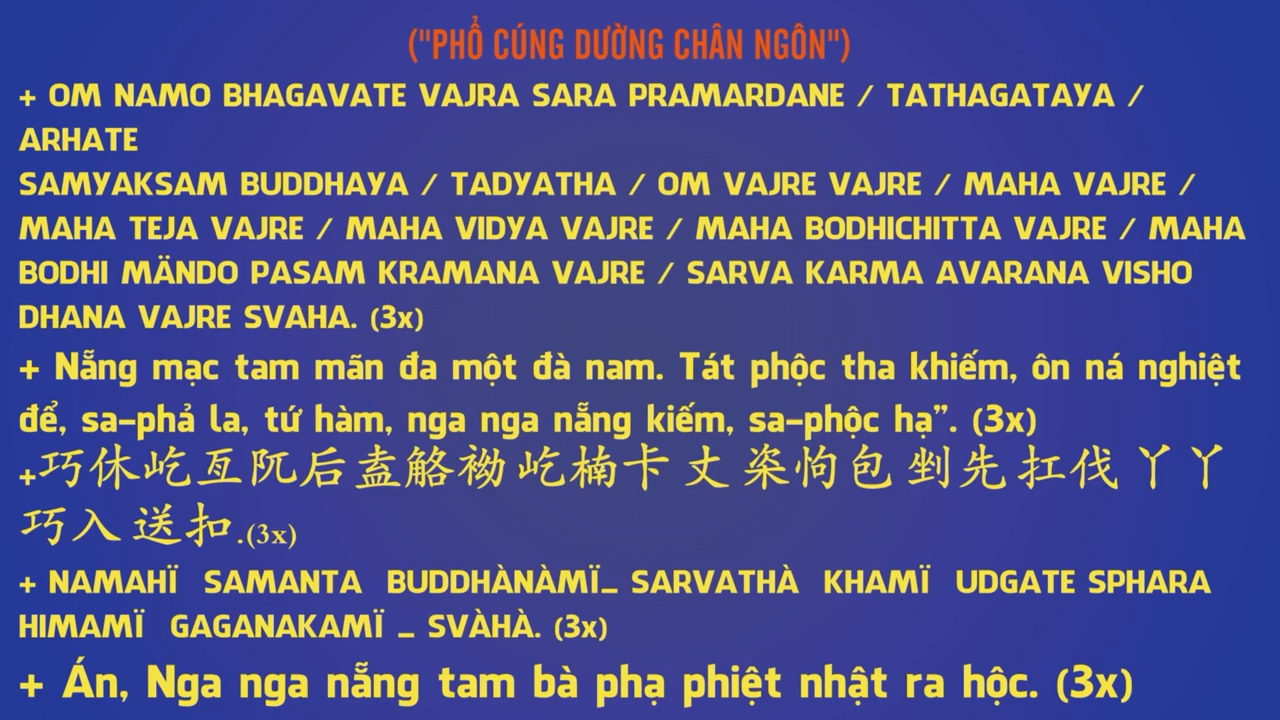 ("PHỔ CÚNG DƯỜNG CHÂN NGÔN")
+ OM NAMO BHAGAVATE VAJRA SARA PRAMARDANE / TATHAGATAYA /
ARHATE
SAMYAKSAM BUDDHAYA / TADYATHA / OM VAJRE VAJRE / MAHA VAJRE /
MAHA TEJA VAJRE / MAHA VIDYA VAJRE / MAHA BODHICHITTA VAJRE / MAHA
BODHI MÄNDO PASAM KRAMANA VAJRE / SARVA KARMA AVARANA VISHO
DHANA VAJRE SVAHA. (3x)
+ Nẵng mạc tam mãn đa một đà nam. Tát phộc tha khiếm, ôn ná nghiệt
để, sa-phả la, tứ hàm, nga nga nẵng kiếm, sa-phộc hạ”. (3x)
+巧休屹亙阢后盍觡袎屹楠卡丈姿怐包剉先扛伐丫丫
巧入送扣.(3x)
+ NAMAHÏ SAMANTA BUDDHÀNÀMÏ_ SARVATHÀ KHAMÏ UDGATE SPHARA
HIMAMÏ GAGANAKAMÏ _ SVÀHÀ. (3x)
+ Án, Nga nga nẵng tam bà phạ phiệt nhật ra hộc. (3x)